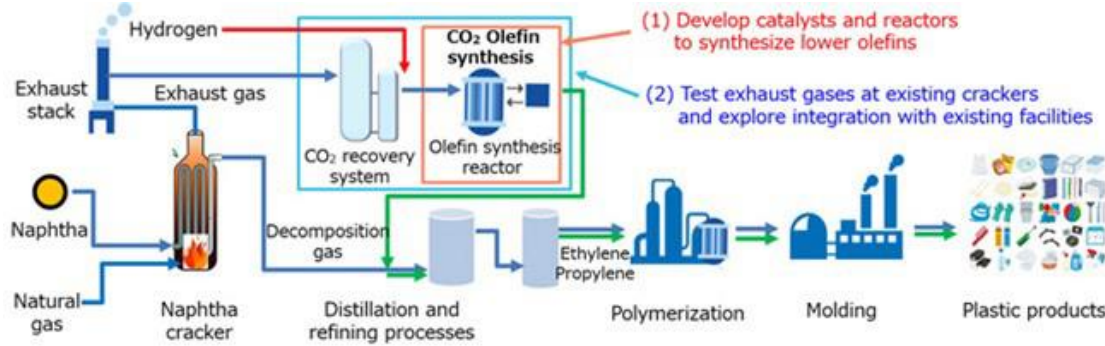 Hydrogen
CO₂ Olefin
synthesis
(1) Develop catalysts and reactors
to synthesize lower olefins
Exhaust
stack
Exhaust gas
(2) Test exhaust gases at existing crackers
and explore integration with existing facilities
CO₂ recovery
system
Olefin synthesis
reactor
Naphtha
Decomposition
gas
Ethylene
Propylene
Natural
gas
Naphtha
cracker
Distillation and
refining processes
Polymerization
Molding
Plastic products